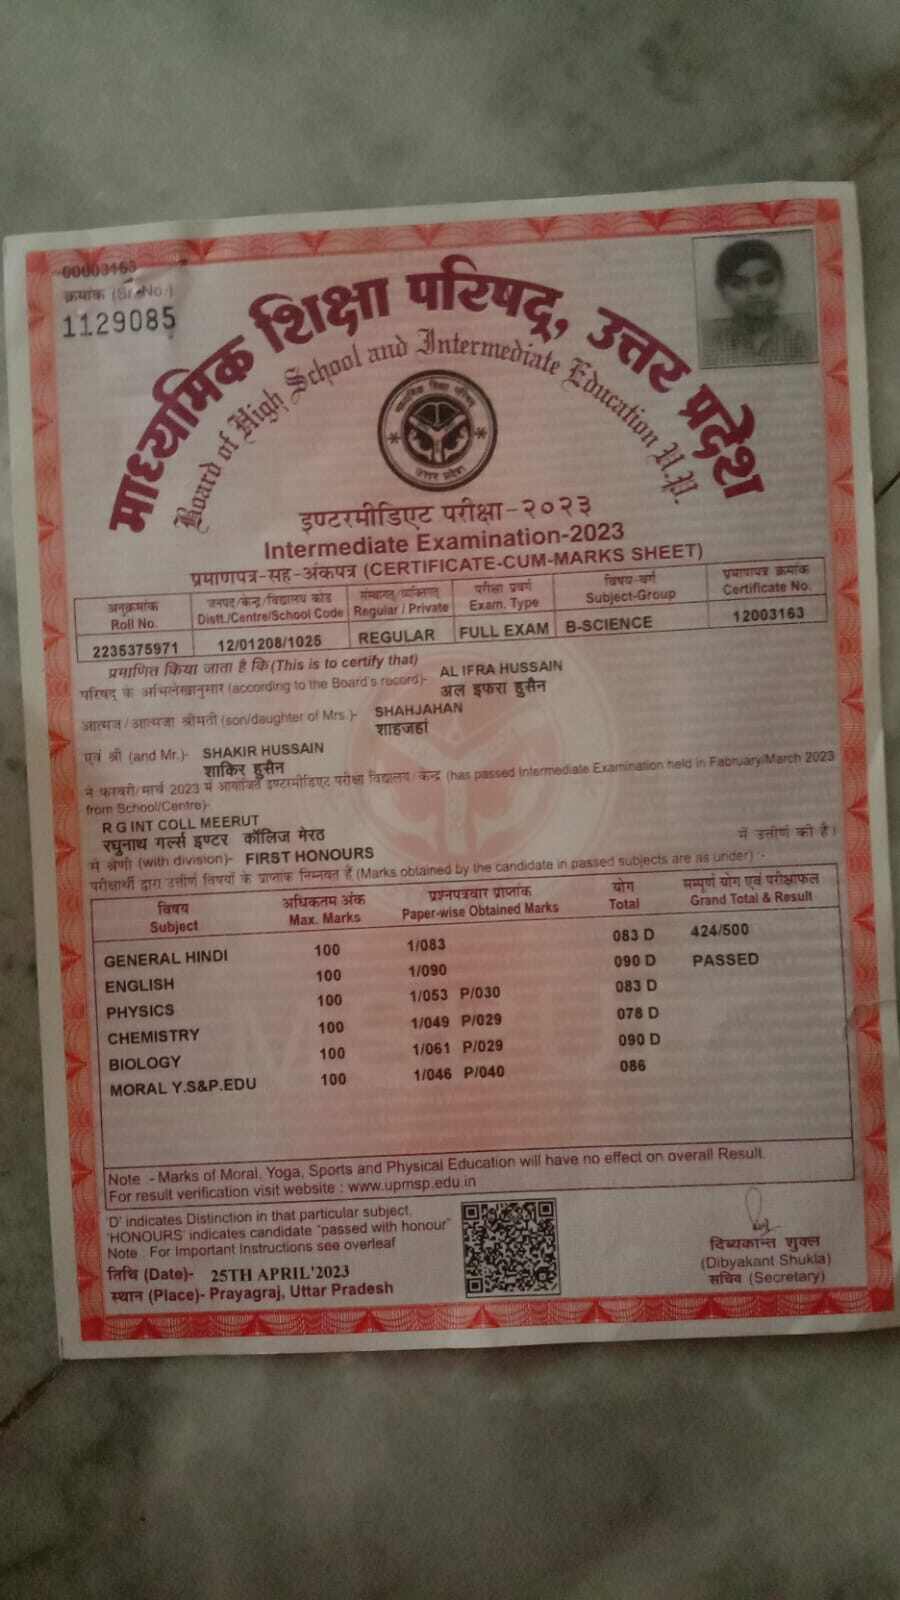 00003163
क्रमांक (Sr. No.)
1129085
माध्यमिक शिक्षा परिषद्, उत्तर प्रदेश
Board of High School and Intermediate Education U.P.
माध्यमिक शिक्षा परिषद्
उत्तर प्रदेश
इण्टरमीडिएट परीक्षा-२०२३
Intermediate Examination-2023
प्रमाणपत्र-सह-अंकपत्र (CERTIFICATE-CUM-MARKS SHEET)
अनुक्रमांक जनपद/केन्द्र/विद्यालय कोड संस्थागत/व्यक्तिगत परीक्षा प्रवर्ग विषय-वर्ग प्रमाणपत्र क्रमांक
Roll No. Distt./Centre/School Code Regular / Private Exam. Type Subject-Group Certificate No.
2235375971 12/01208/1025 REGULAR FULL EXAM B-SCIENCE 12003163
प्रमाणित किया जाता है कि (This is to certify that)
परिषद के अभिलेखानुसार (according to the Board's record)- AL IFRA HUSSAIN
अल इफरा हुसैन
आत्मज/आत्मजा श्रीमती (son/daughter of Mrs.)- SHAHJAHAN
शाहजहां
एवं श्री (and Mr.)- SHAKIR HUSSAIN
शाकिर हुसैन
ने फरवरी/मार्च 2023 में आयोजित इण्टरमीडिएट परीक्षा विद्यालय/केन्द्र (has passed Intermediate Examination held in Fabruary/March 2023
from School/Centre)-
R G INT COLL MEERUT
रघुनाथ गर्ल्स इण्टर कॉलिज मेरठ में उत्तीर्ण की है।
में श्रेणी (with division)- FIRST HONOURS
परीक्षार्थी द्वारा उत्तीर्ण विषयों के प्राप्तांक निम्नवत हैं (Marks obtained by the candidate in passed subjects are as under) :-
विषय अधिकतम अंक प्रश्नपत्रवार प्राप्तांक योग सम्पूर्ण योग एवं परीक्षाफल
Subject Max. Marks Paper-wise Obtained Marks Total Grand Total & Result
GENERAL HINDI 100 1/083 083 D 424/500
ENGLISH 100 1/090 090 D PASSED
PHYSICS 100 1/053 P/030 083 D
CHEMISTRY 100 1/049 P/029 078 D
BIOLOGY 100 1/061 P/029 090 D
MORAL Y.S&P.EDU 100 1/046 P/040 086
Note :- Marks of Moral, Yoga, Sports and Physical Education will have no effect on overall Result.
For result verification visit website : www.upmsp.edu.in
'D' indicates Distinction in that particular subject.
'HONOURS' indicates candidate "passed with honour"
Note : For Important Instructions see overleaf
तिथि (Date)- 25TH APRIL'2023
स्थान (Place)- Prayagraj, Uttar Pradesh
दिब्यकान्त शुक्ल
(Dibyakant Shukla)
सचिव (Secretary)